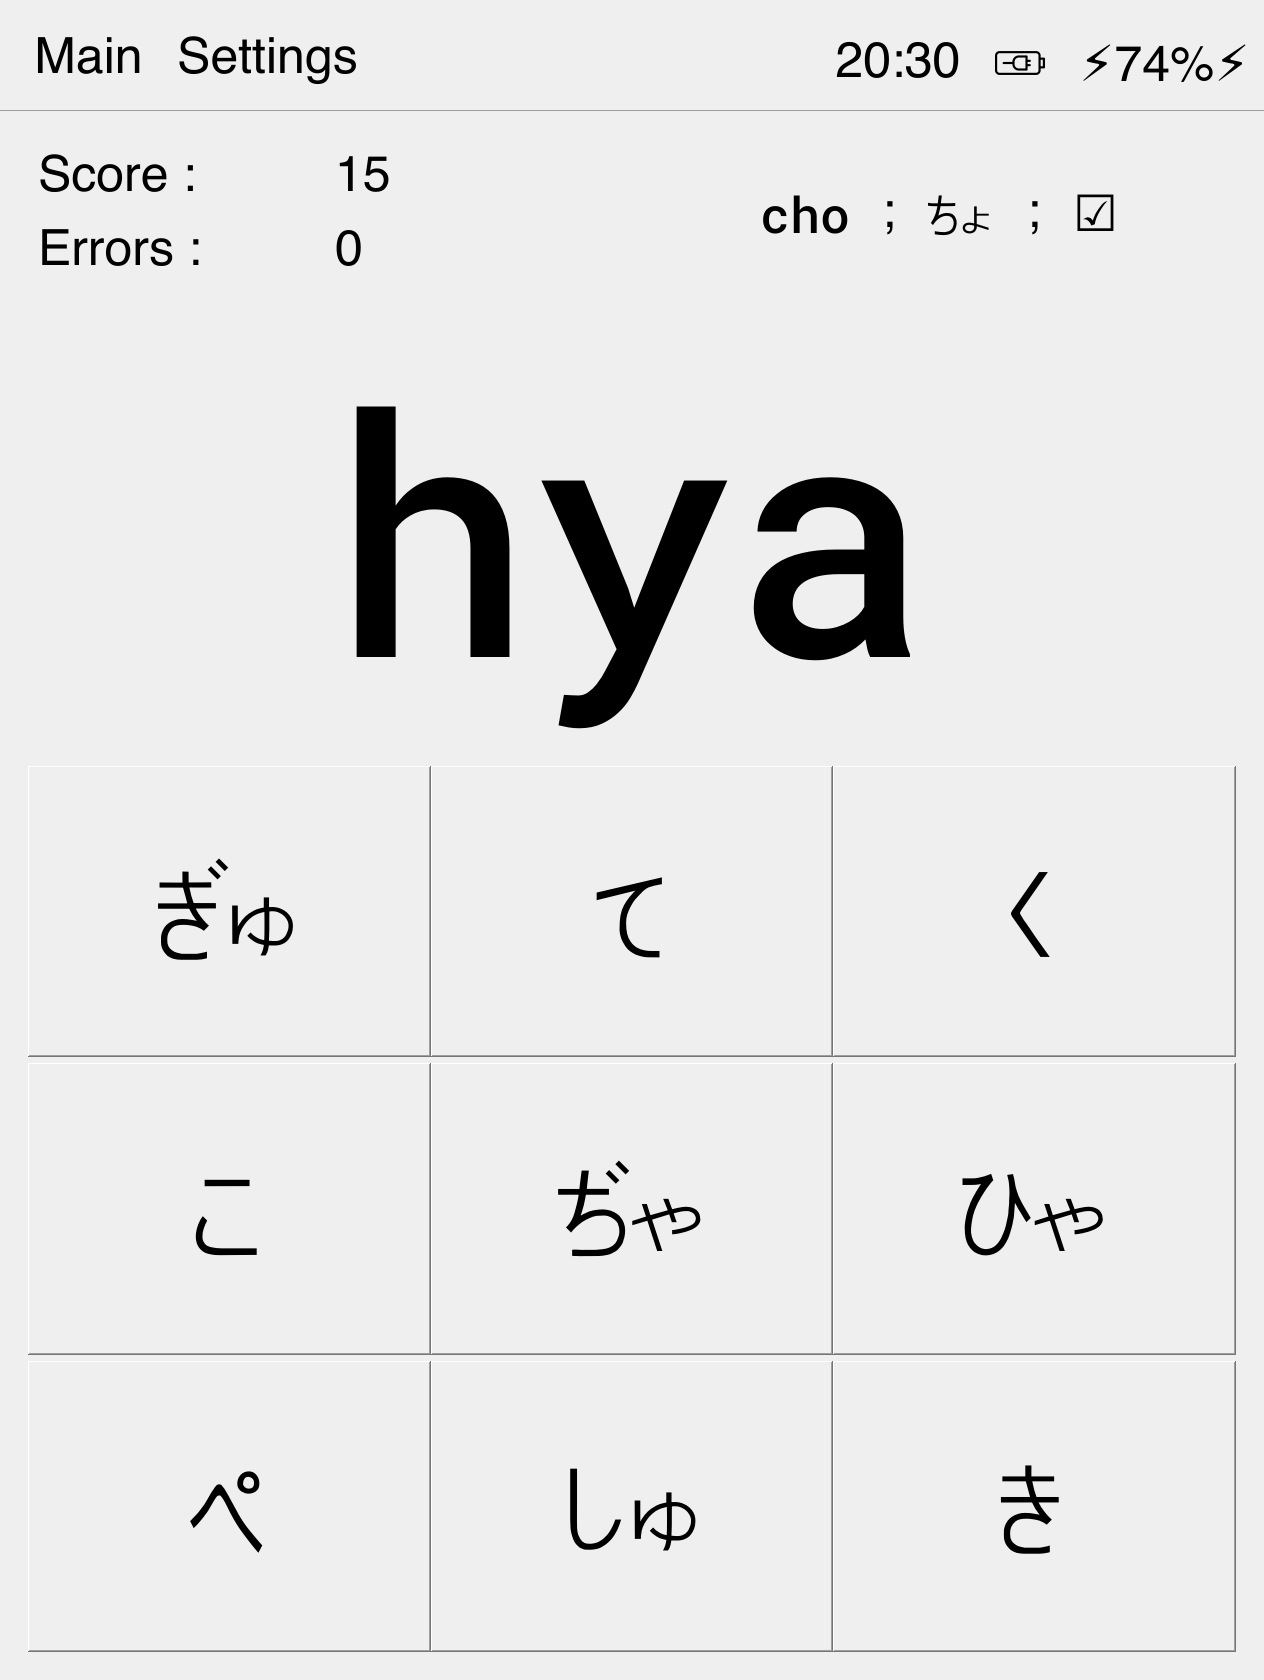 Main Settings 20:30 ⚡74%⚡
Score : 15
cho ; ちょ ; ☑
Errors : 0
hya
ぎゅ て く
こ ぢゃ ひゃ
ぺ しゅ き